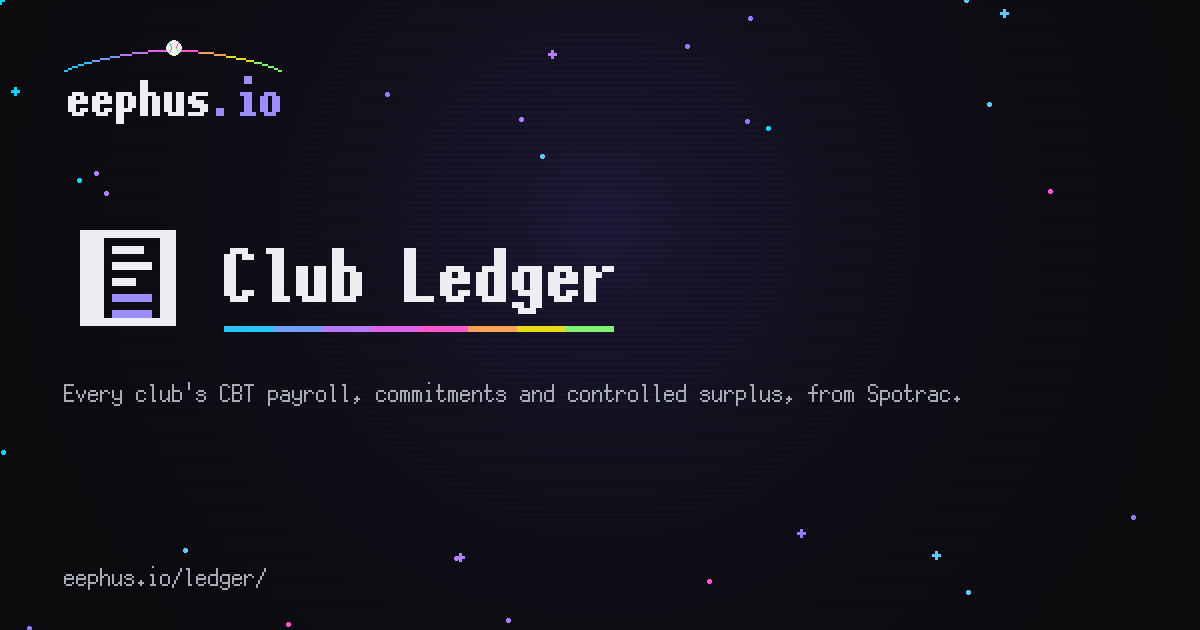 eephus.io
Club Ledger
Every club's CBT payroll, commitments and controlled surplus, from Spotrac.
eephus.io/ledger/